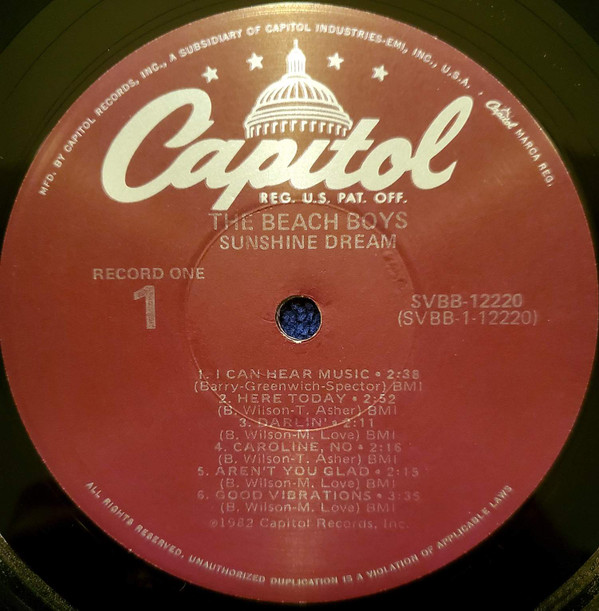 MFD. BY CAPITOL RECORDS, INC., A SUBSIDIARY OF CAPITOL INDUSTRIES-EMI, INC., U.S.A. · Capitol MARCA REG.
Capitol
REG. U.S. PAT. OFF.
THE BEACH BOYS
SUNSHINE DREAM
RECORD ONE
1
SVBB-12220
(SVBB-1-12220)
1. I CAN HEAR MUSIC • 2:38
(Barry-Greenwich-Spector) BMI
2. HERE TODAY • 2:52
(B. Wilson-T. Asher) BMI
3. DARLIN' • 2:11
(B. Wilson-M. Love) BMI
4. CAROLINE, NO • 2:16
(B. Wilson-T. Asher) BMI
5. AREN'T YOU GLAD • 2:15
(B. Wilson-M. Love) BMI
6. GOOD VIBRATIONS • 3:35
(B. Wilson-M. Love) BMI
℗1982 Capitol Records, Inc.
ALL RIGHTS RESERVED. UNAUTHORIZED DUPLICATION IS A VIOLATION OF APPLICABLE LAWS